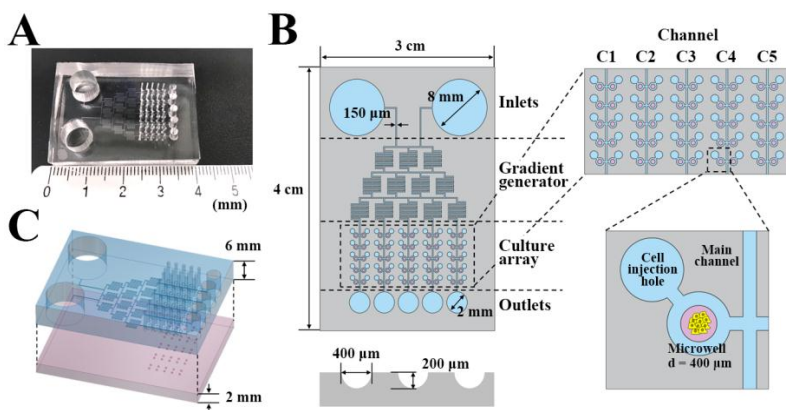 A
0 1 2 3 4 5
(mm)
C
6 mm
2 mm
B
3 cm
4 cm
150 μm
8 mm
Inlets
Gradient
generator
Culture
array
Outlets
2 mm
400 μm
200 μm
Channel
C1 C2 C3 C4 C5
Cell
injection
hole
Main
channel
Microwell
d = 400 μm